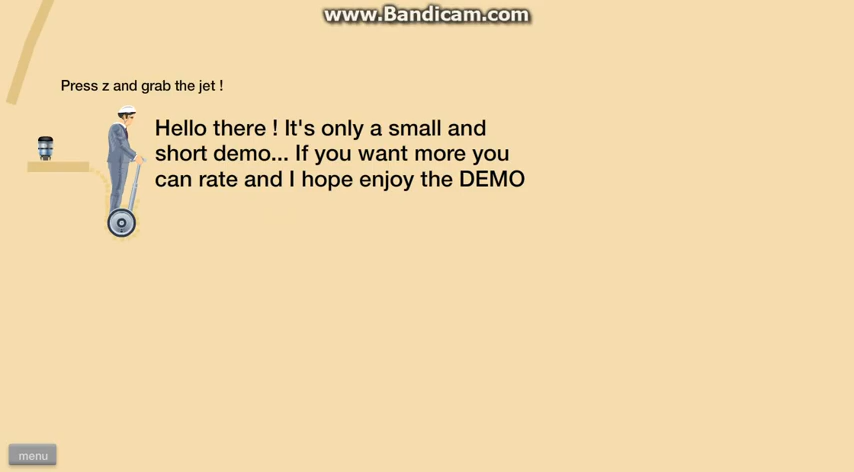 www.Bandicam.com
Press z and grab the jet !
Hello there ! It's only a small and
short demo... If you want more you
can rate and I hope enjoy the DEMO
menu